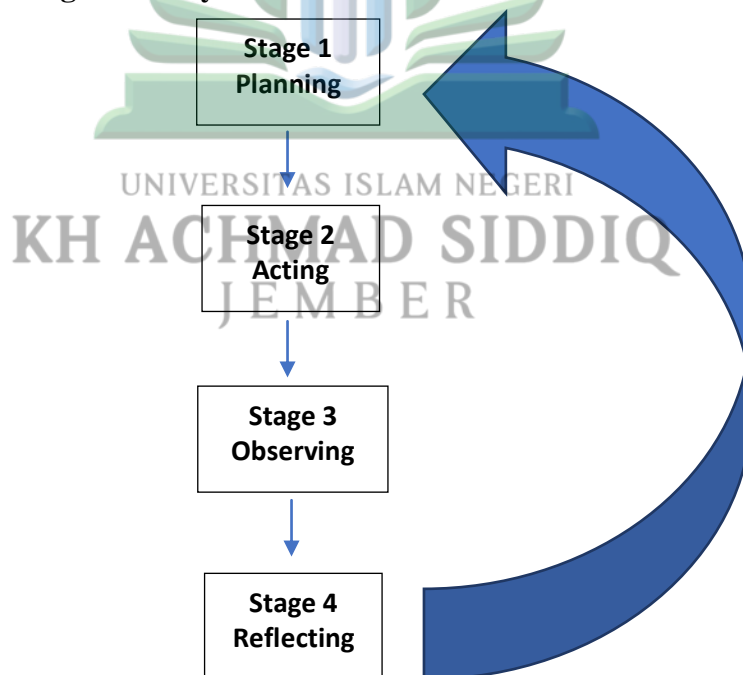 Stage 1
Planning
UNIVERSITAS ISLAM NEGERI
KH ACHMAD SIDDIQ
JEMBER
Stage 2
Acting
Stage 3
Observing
Stage 4
Reflecting